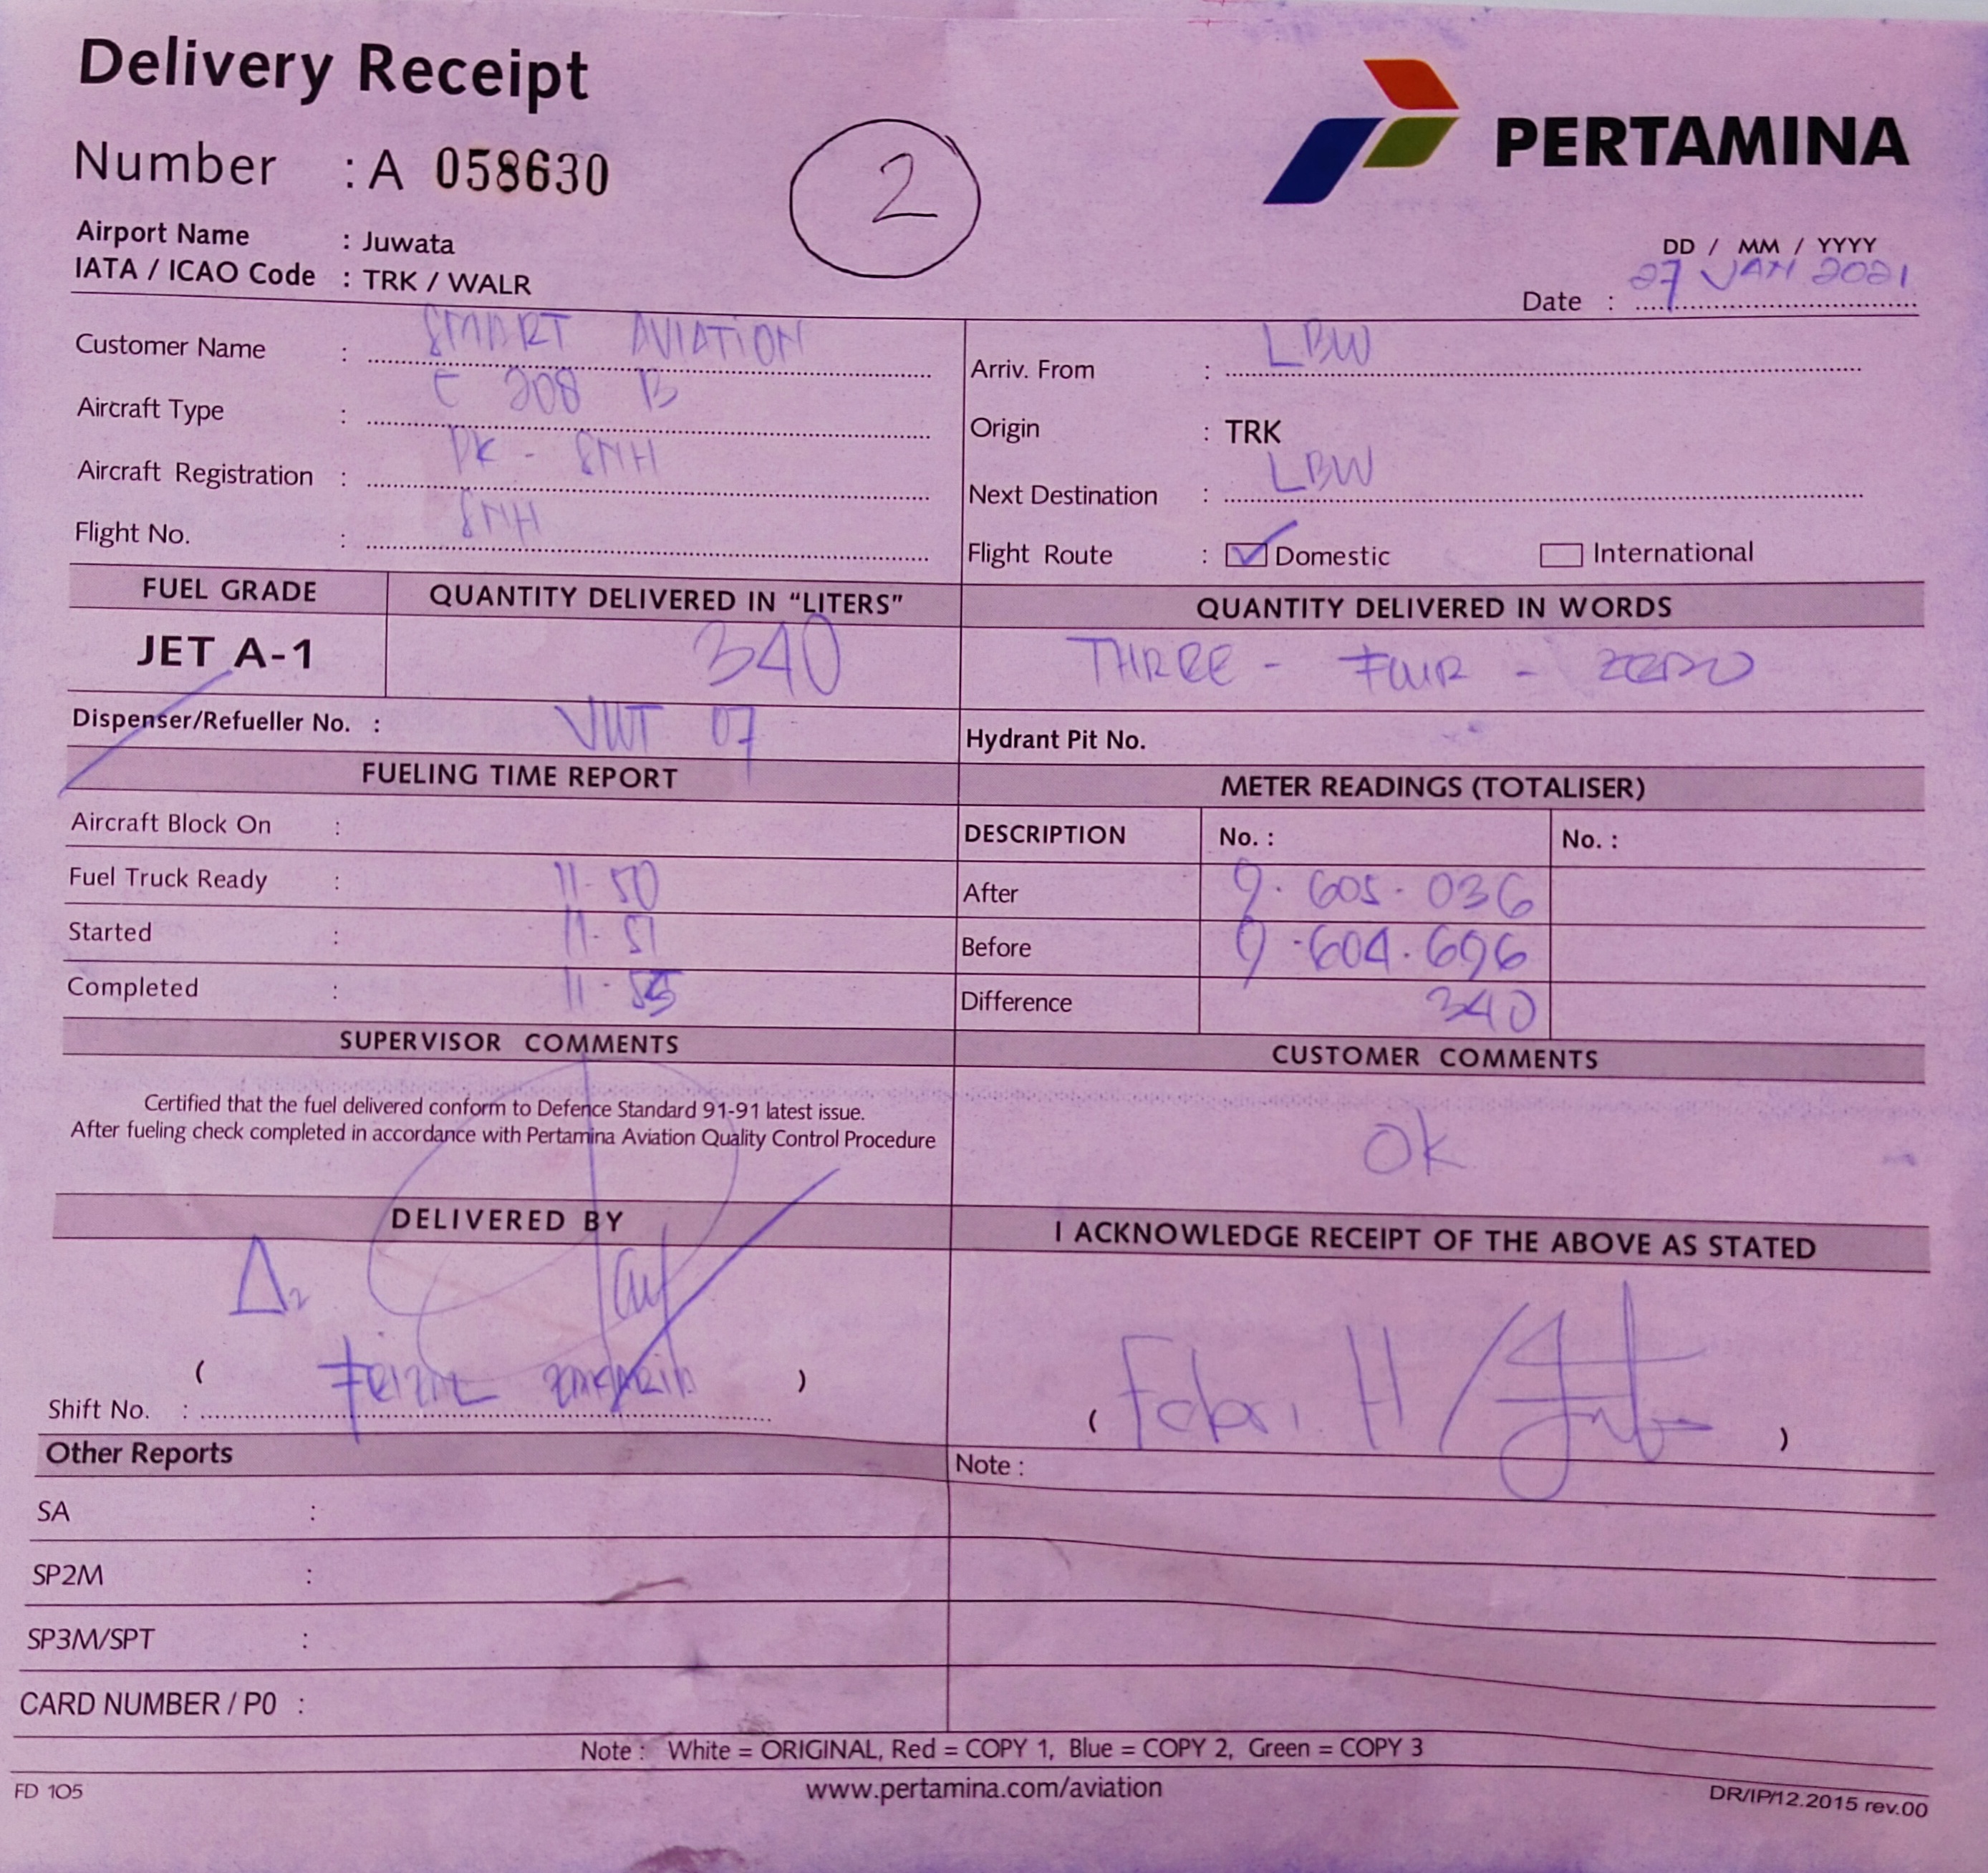 Delivery Receipt
PERTAMINA
Number : A 058630
2
Airport Name : Juwata
IATA / ICAO Code : TRK / WALR
DD / MM / YYYY
Date : 27 JAN 2021
Customer Name : SMART AVIATION
Aircraft Type : C 208 B
Aircraft Registration : PK - SNH
Flight No. : SNH
Arriv. From : LBW
Origin : TRK
Next Destination : LBW
Flight Route : Domestic International
FUEL GRADE QUANTITY DELIVERED IN “LITERS” QUANTITY DELIVERED IN WORDS
JET A-1 340 THREE - FOUR - ZERO
Dispenser/Refueller No. : 07 Hydrant Pit No.
FUELING TIME REPORT METER READINGS (TOTALISER)
Aircraft Block On : DESCRIPTION No. : No. :
Fuel Truck Ready : 11-50 After 9.605.036
Started : 11-51 Before 9.604.696
Completed : 11-55 Difference 340
SUPERVISOR COMMENTS CUSTOMER COMMENTS
Certified that the fuel delivered conform to Defence Standard 91-91 latest issue.
After fueling check completed in accordance with Pertamina Aviation Quality Control Procedure
OK
DELIVERED BY I ACKNOWLEDGE RECEIPT OF THE ABOVE AS STATED
( )
Shift No. :
( Febri. H / )
Other Reports Note :
SA :
SP2M :
SP3M/SPT :
CARD NUMBER / P0 :
Note : White = ORIGINAL, Red = COPY 1, Blue = COPY 2, Green = COPY 3
FD 105 www.pertamina.com/aviation DR/IP/12.2015 rev.00